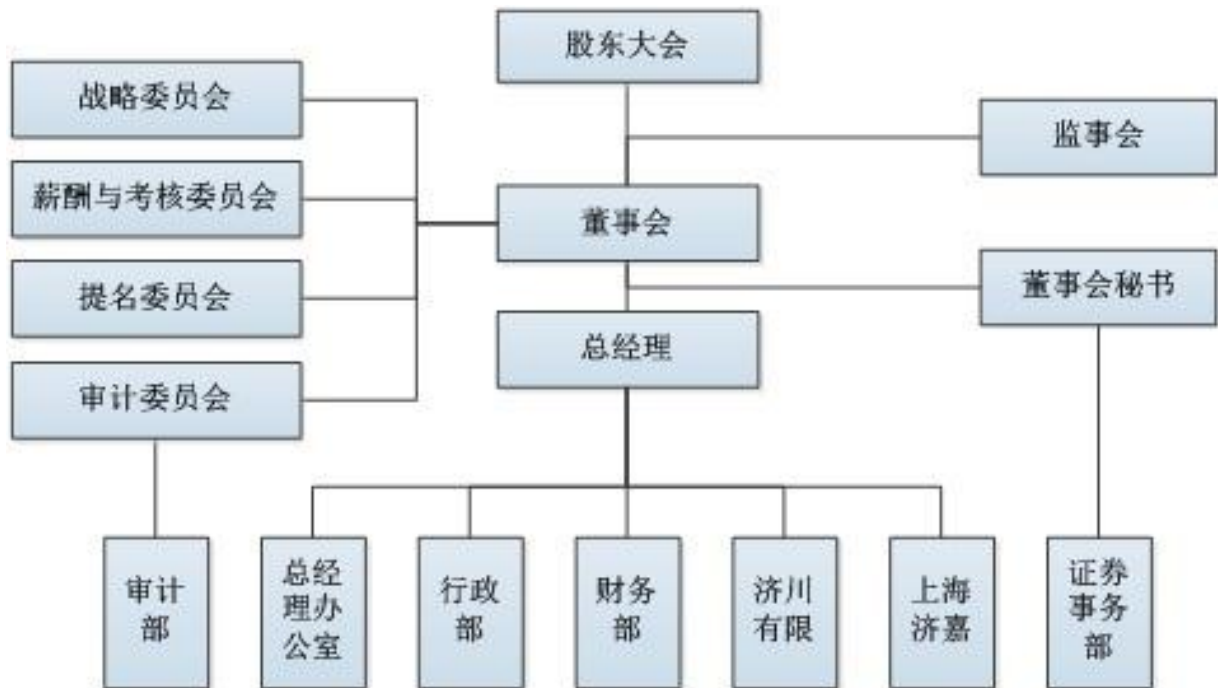 股东大会
战略委员会
监事会
薪酬与考核委员会
董事会
提名委员会
董事会秘书
总经理
审计委员会
审计
部
总经
理办
公室
行政
部
财务
部
济川
有限
上海
济嘉
证券
事务
部